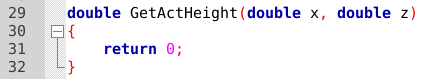 29 double GetActHeight(double x, double z)
30 {
31     return 0;
32 }